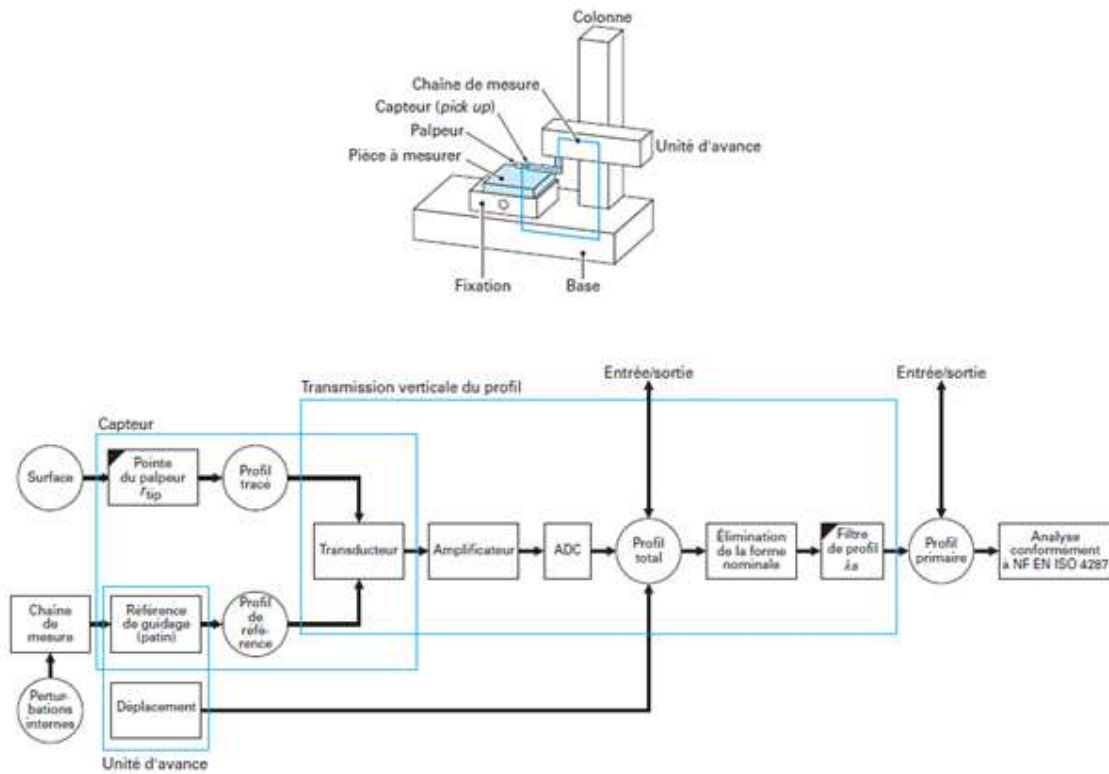 Colonne
Chaîne de mesure
Capteur (pick up)
Palpeur
Unité d'avance
Pièce à mesurer
Fixation
Base
Entrée/sortie
Entrée/sortie
Transmission verticale du profil
Capteur
Surface
Pointe
du palpeur
rtip
Profil
tracé
Transducteur
Amplificateur
ADC
Profil
total
Élimination
de la forme
nominale
Filtre
de profil
λs
Profil
primaire
Analyse
conformément
à NF EN ISO 4287
Chaîne
de
mesure
Référence
de guidage
(patin)
Profil
de
réfé-
rence
Pertur-
bations
internes
Déplacement
Unité d'avance